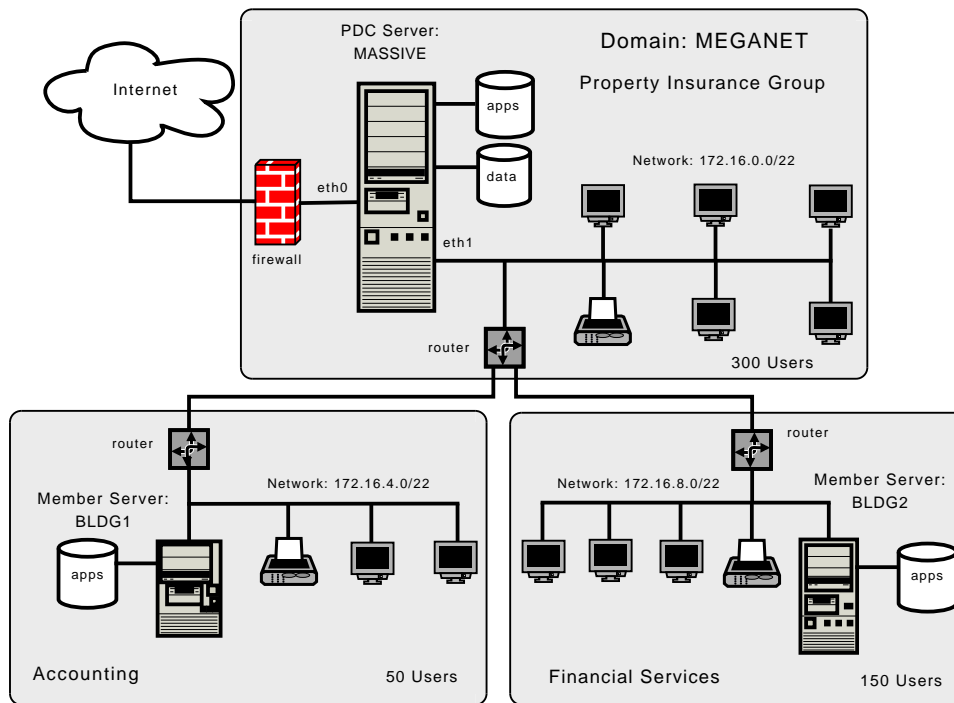 PDC Server:
MASSIVE
Domain: MEGANET
Property Insurance Group
Internet
apps
data
Network: 172.16.0.0/22
eth0
eth1
firewall
router
300 Users
router
Network: 172.16.4.0/22
Member Server:
BLDG1
apps
Accounting
50 Users
router
Network: 172.16.8.0/22
Member Server:
BLDG2
apps
Financial Services
150 Users